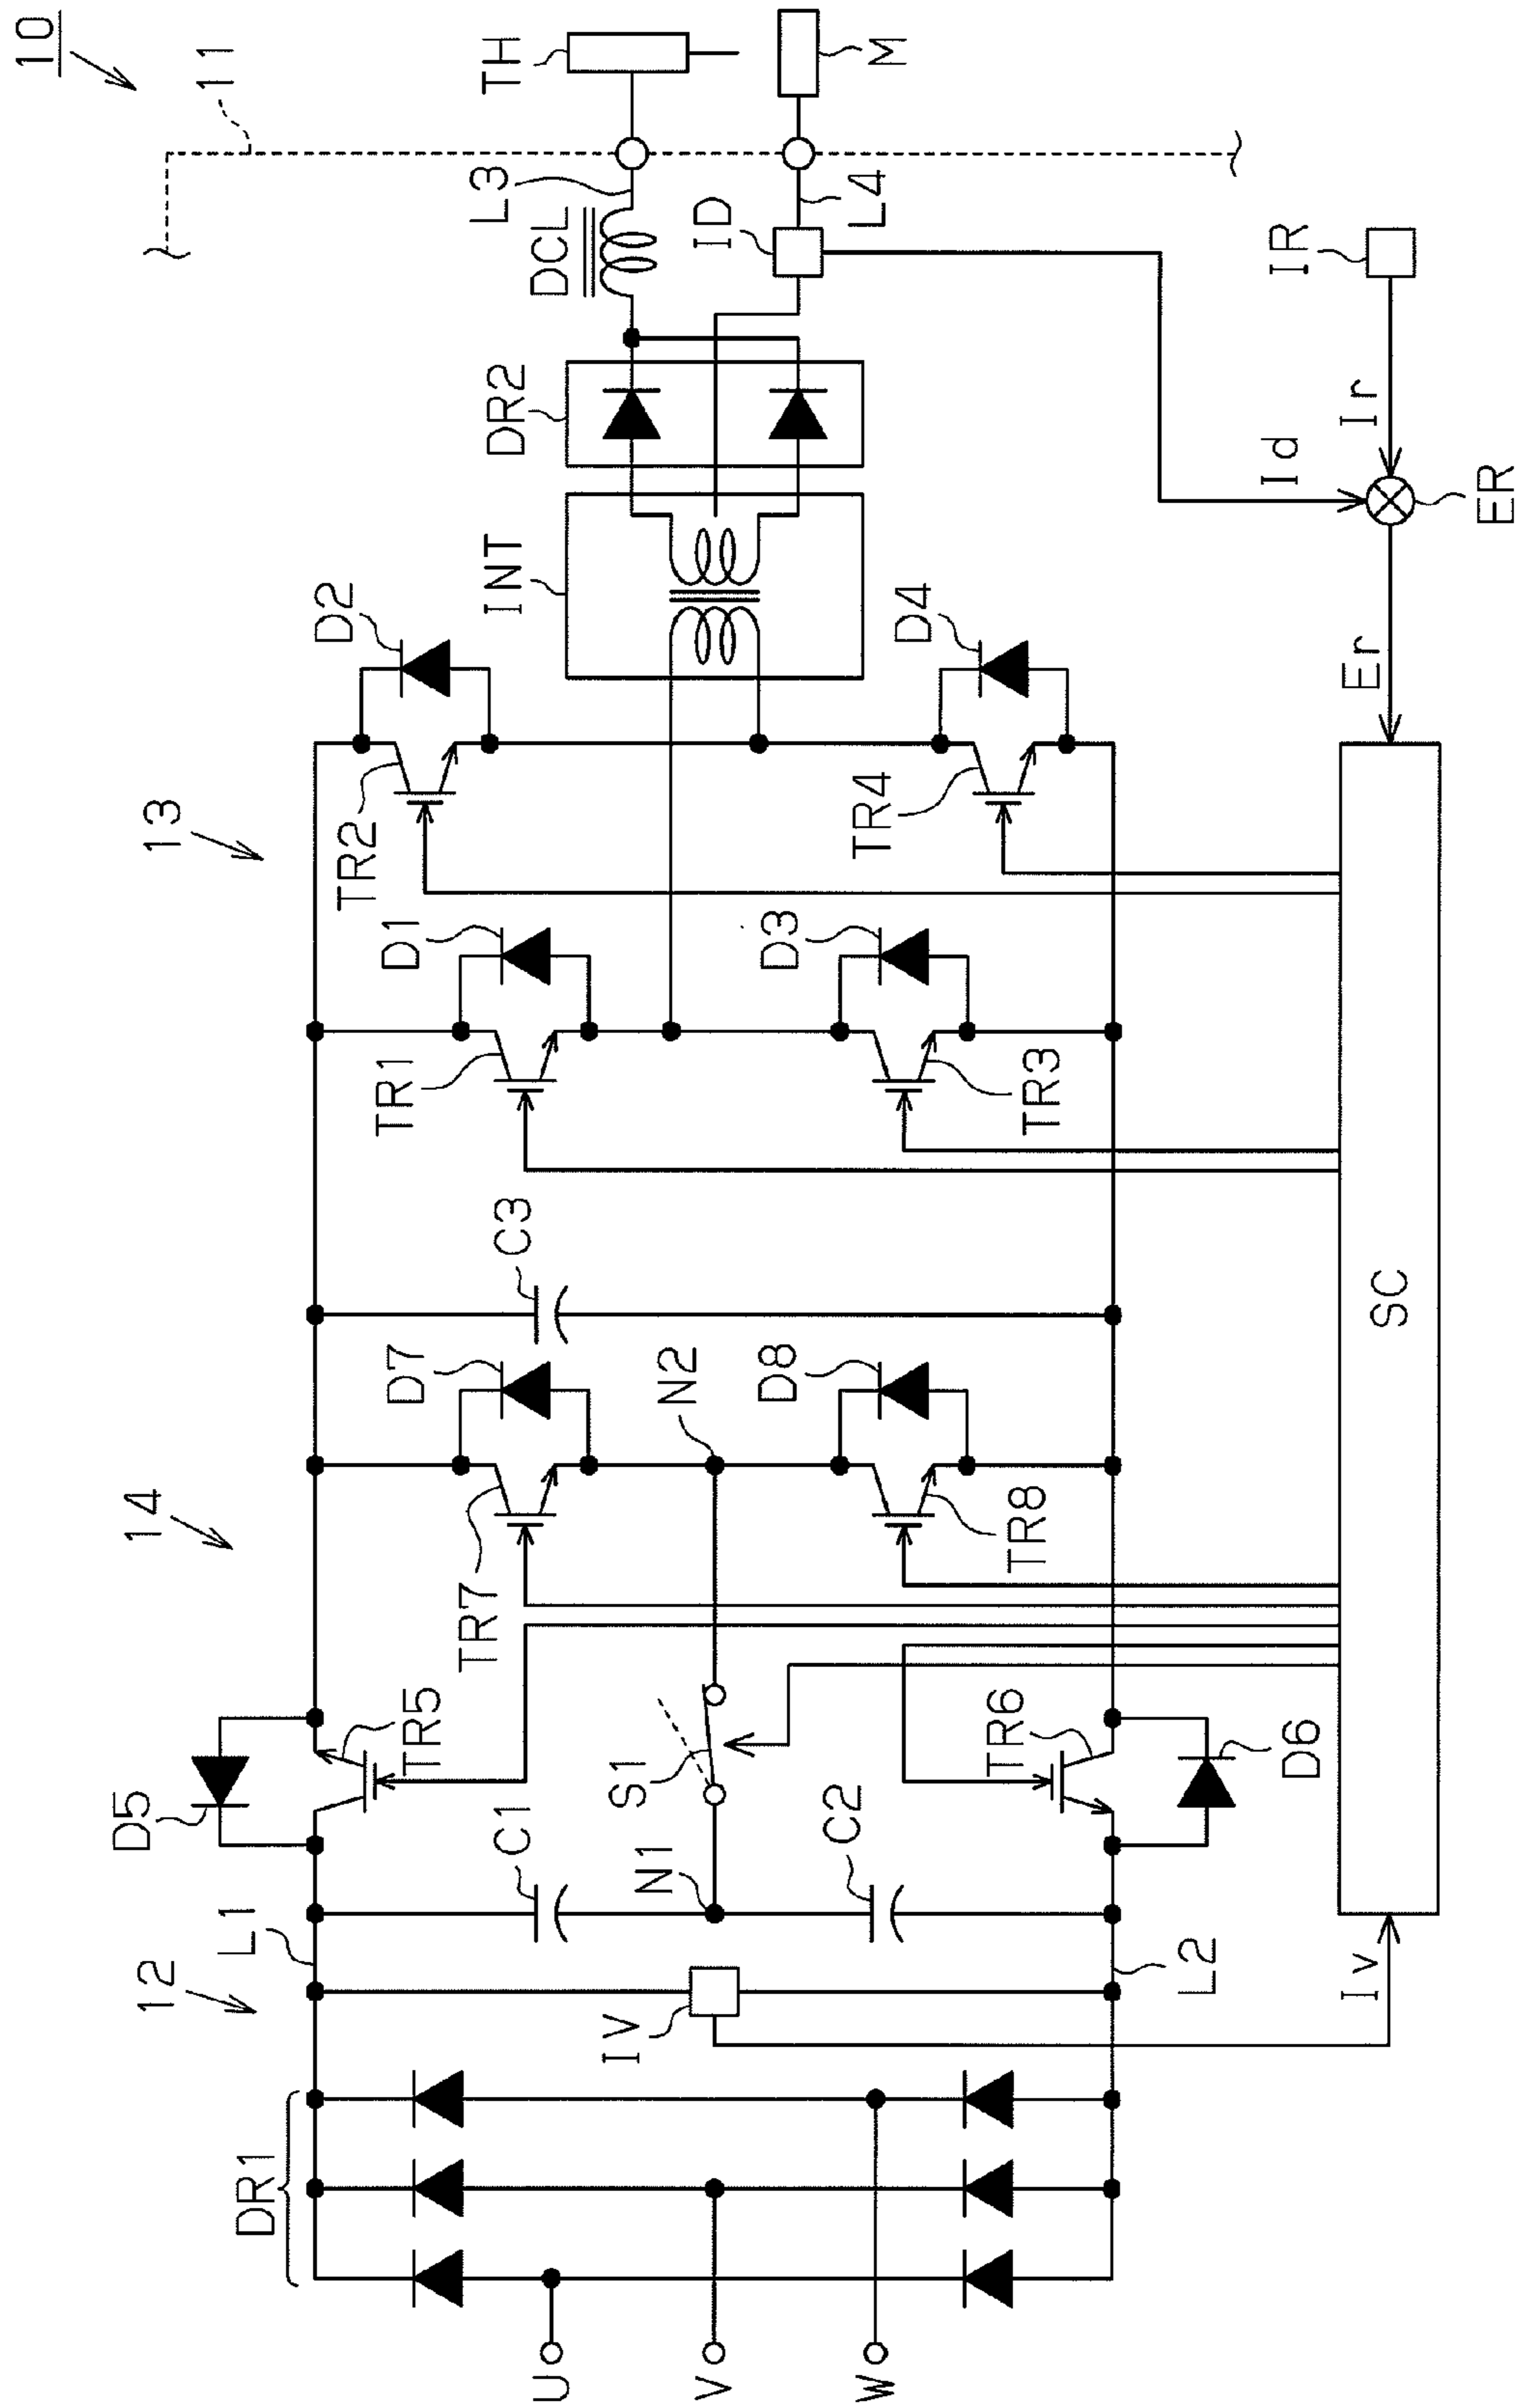 10
11
TH
M
L3
DCL
L4
ID
IR
DR2
Ir
Id
INT
ER
D2
D4
Er
13
TR2
TR4
D1
D3
TR1
TR3
C3
SC
D7
N2
D8
14
TR7
TR8
D5
TR5
S1
TR6
D6
C1
C2
N1
L1
12
L2
IV
Iv
DR1
U
V
W